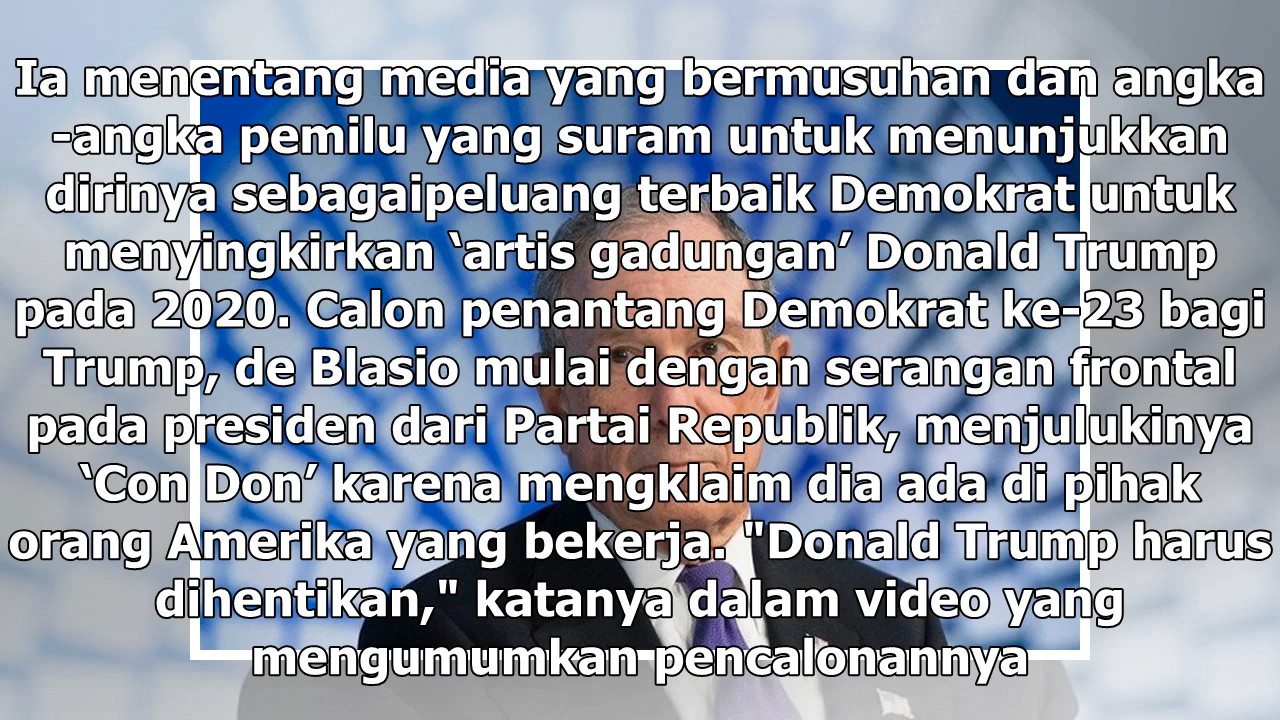 Ia menentang media yang bermusuhan dan angka
-angka pemilu yang suram untuk menunjukkan
dirinya sebagaipeluang terbaik Demokrat untuk
menyingkirkan ‘artis gadungan’ Donald Trump
pada 2020. Calon penantang Demokrat ke-23 bagi
Trump, de Blasio mulai dengan serangan frontal
pada presiden dari Partai Republik, menjulukinya
‘Con Don’ karena mengklaim dia ada di pihak
orang Amerika yang bekerja. "Donald Trump harus
dihentikan," katanya dalam video yang
mengumumkan pencalonannya